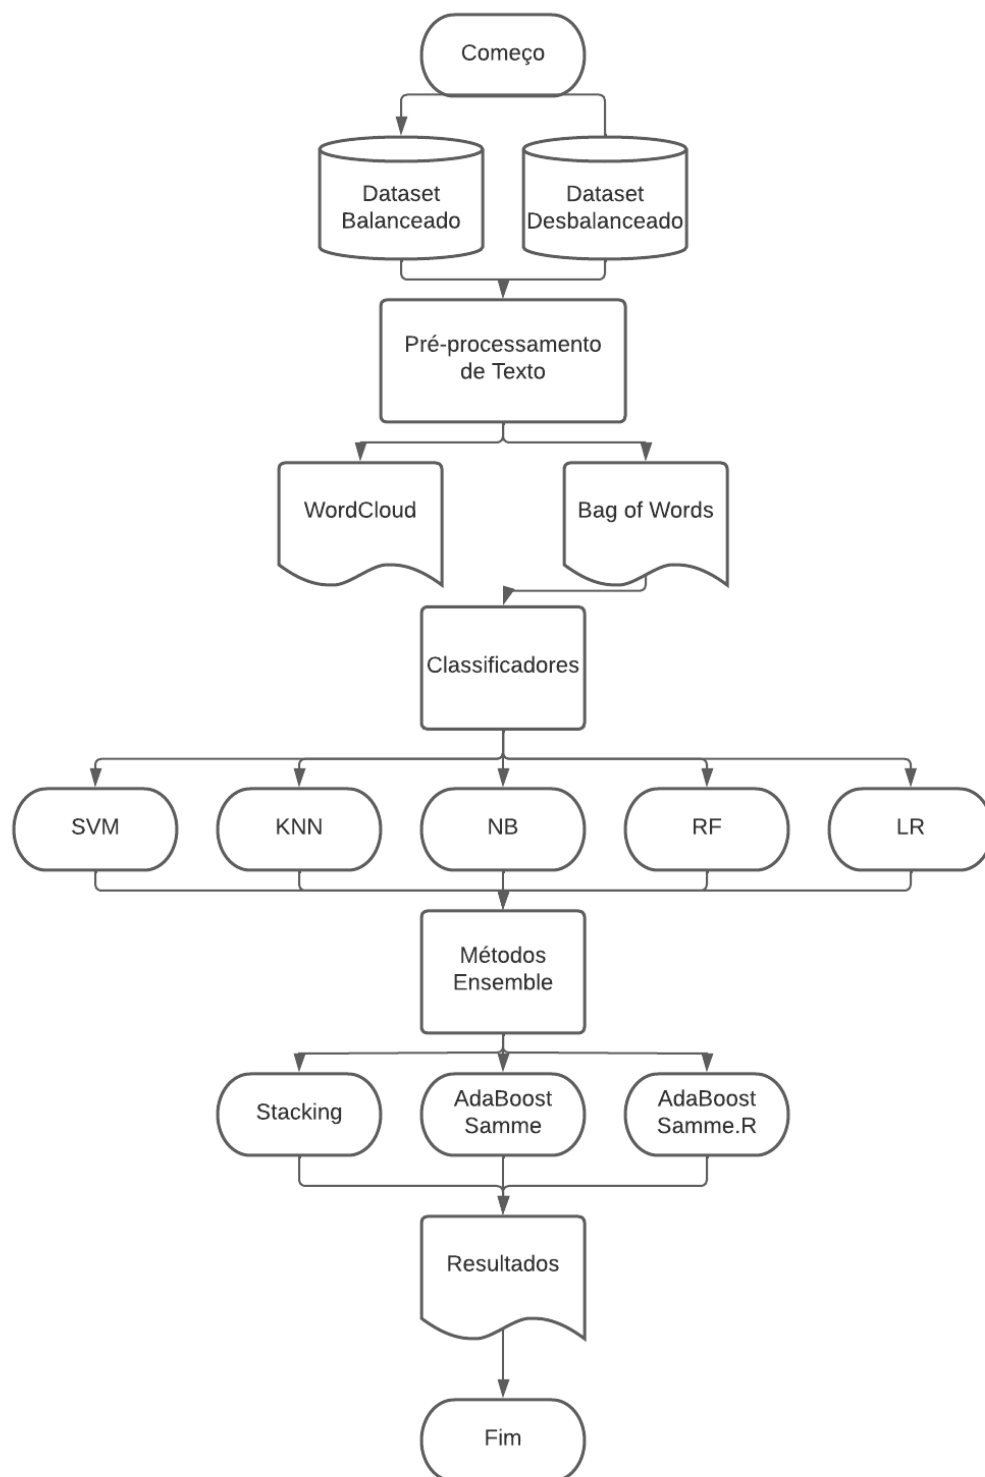 Começo
Dataset
Balanceado
Dataset
Desbalanceado
Pré-processamento
de Texto
WordCloud
Bag of Words
Classificadores
SVM
KNN
NB
RF
LR
Métodos
Ensemble
Stacking
AdaBoost
Samme
AdaBoost
Samme.R
Resultados
Fim